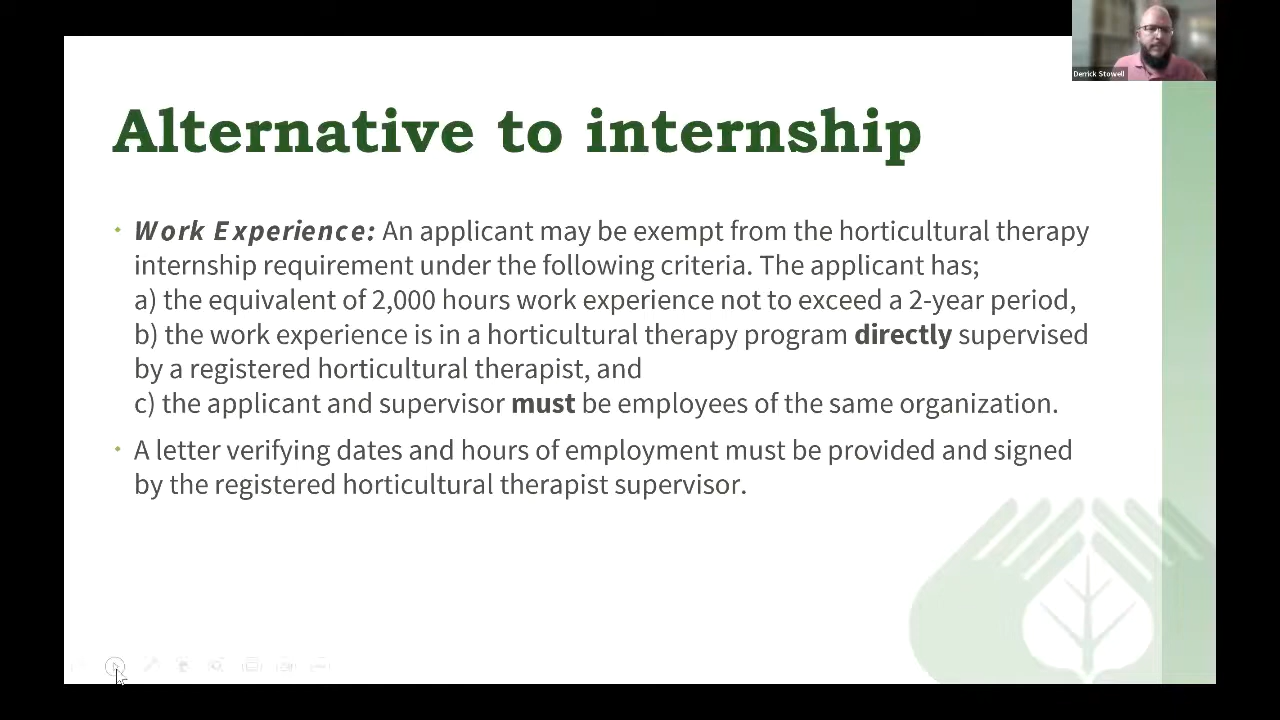 Derrick Stowell
Alternative to internship
Work Experience: An applicant may be exempt from the horticultural therapy
internship requirement under the following criteria. The applicant has;
a) the equivalent of 2,000 hours work experience not to exceed a 2-year period,
b) the work experience is in a horticultural therapy program directly supervised
by a registered horticultural therapist, and
c) the applicant and supervisor must be employees of the same organization.
A letter verifying dates and hours of employment must be provided and signed
by the registered horticultural therapist supervisor.